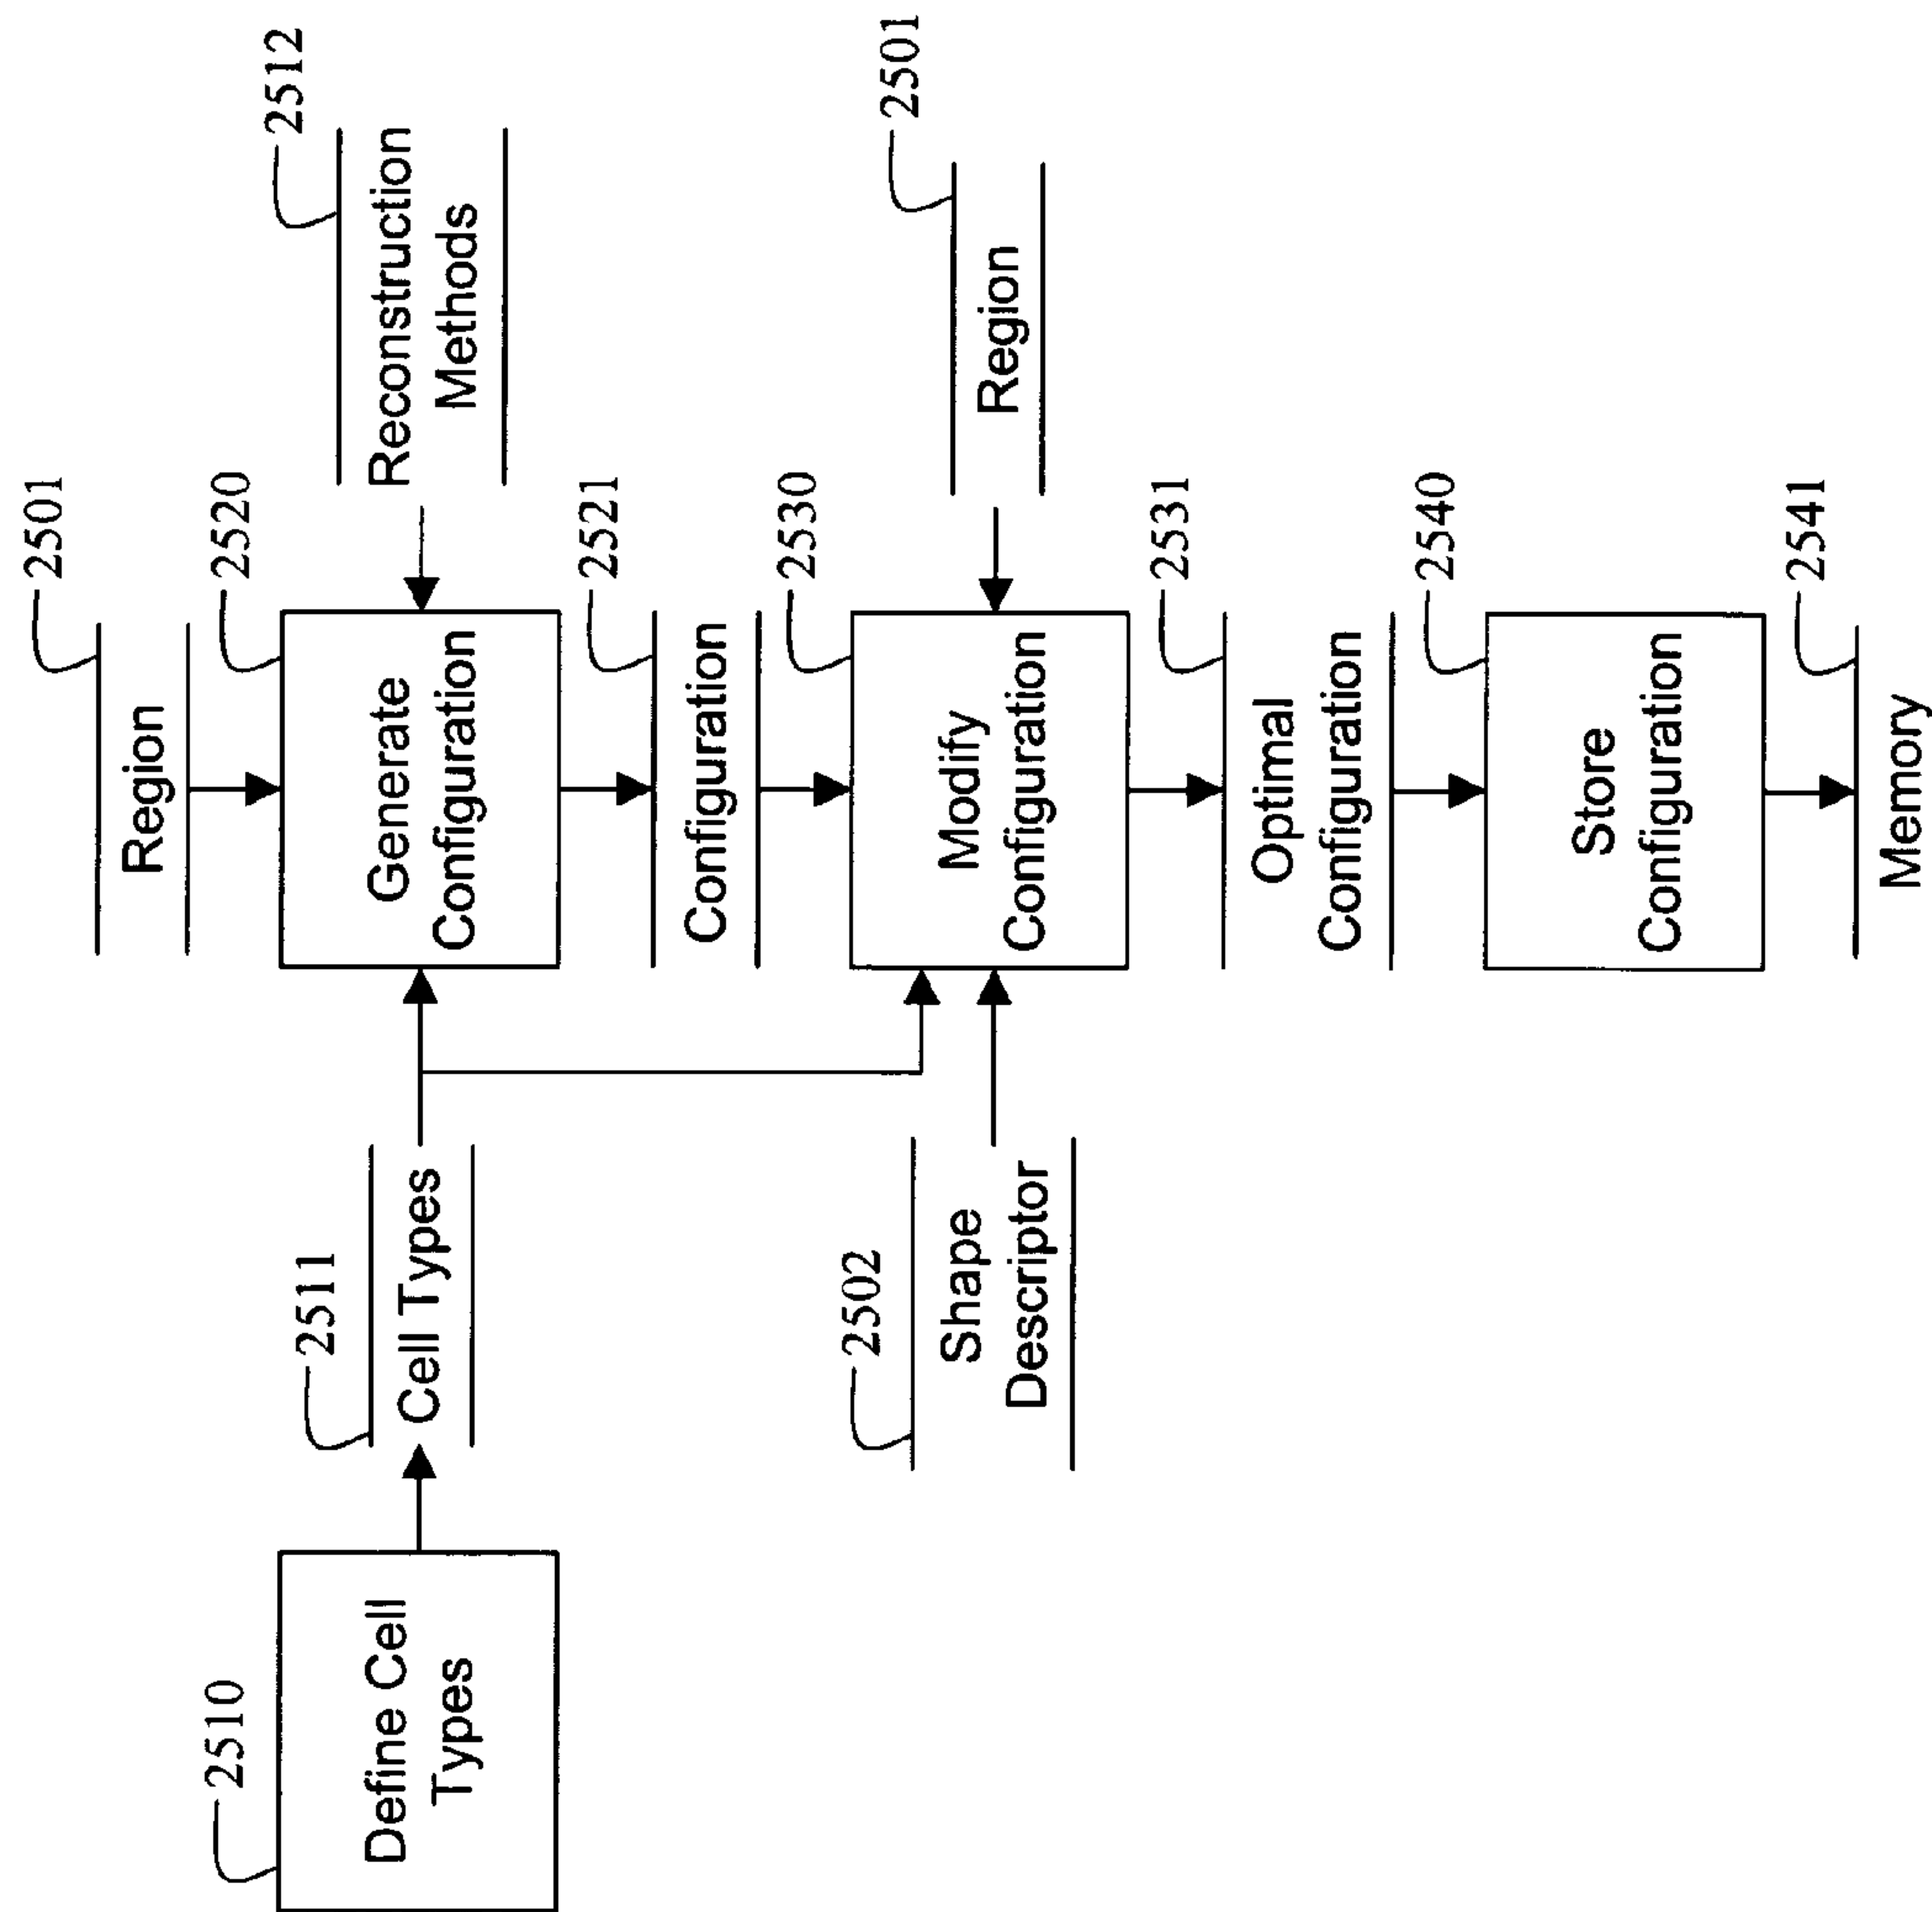 2501
Region
2510
Define Cell
Types
2511
Cell Types
2520
Generate
Configuration
2512
Reconstruction
Methods
2521
Configuration
2502
Shape
Descriptor
2530
Modify
Configuration
2501
Region
2531
Optimal
Configuration
2540
Store
Configuration
2541
Memory